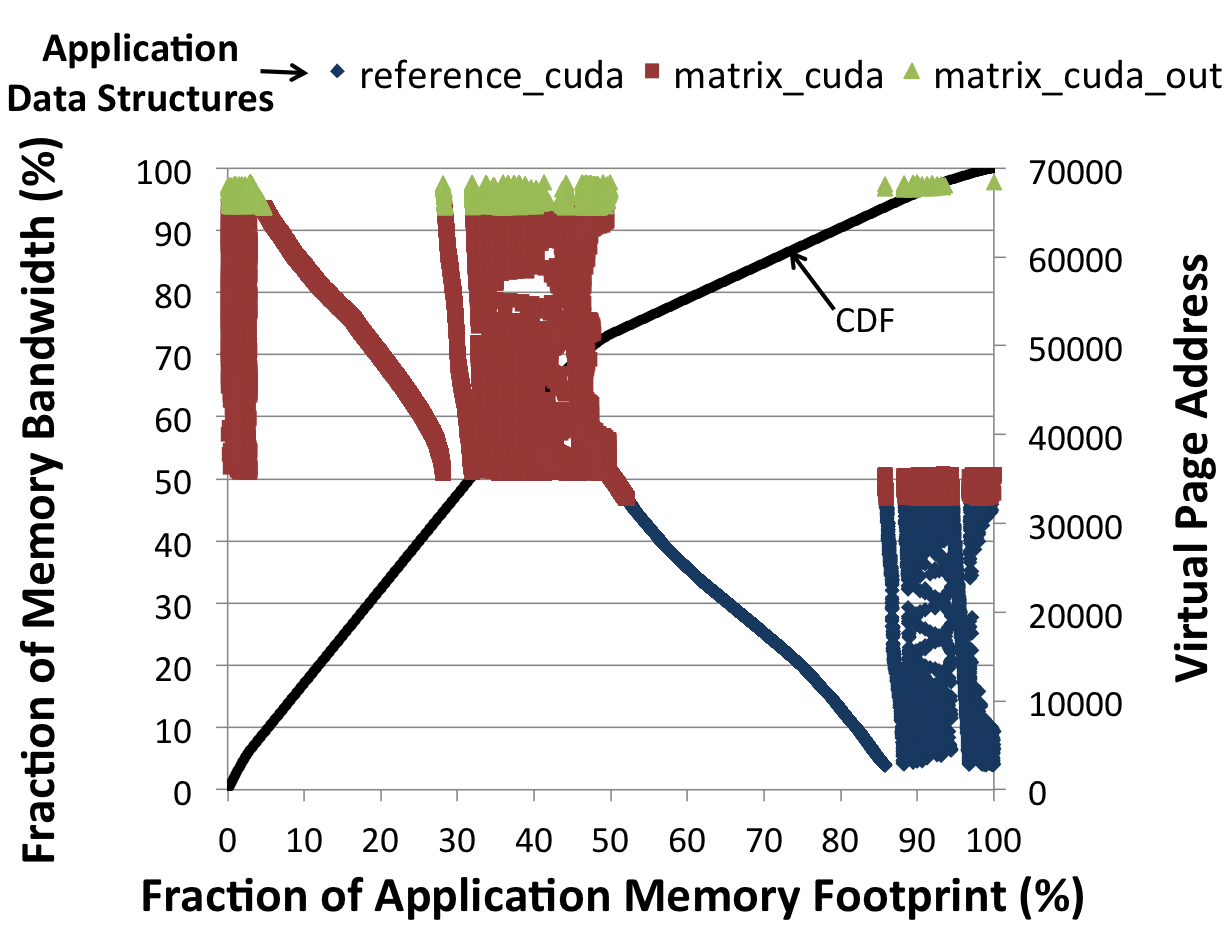 Application
Data Structures
reference_cuda matrix_cuda matrix_cuda_out
Fraction of Memory Bandwidth (%)
100
90
80
70
60
50
40
30
20
10
0
CDF
70000
60000
50000
40000
30000
20000
10000
0
Virtual Page Address
0 10 20 30 40 50 60 70 80 90 100
Fraction of Application Memory Footprint (%)